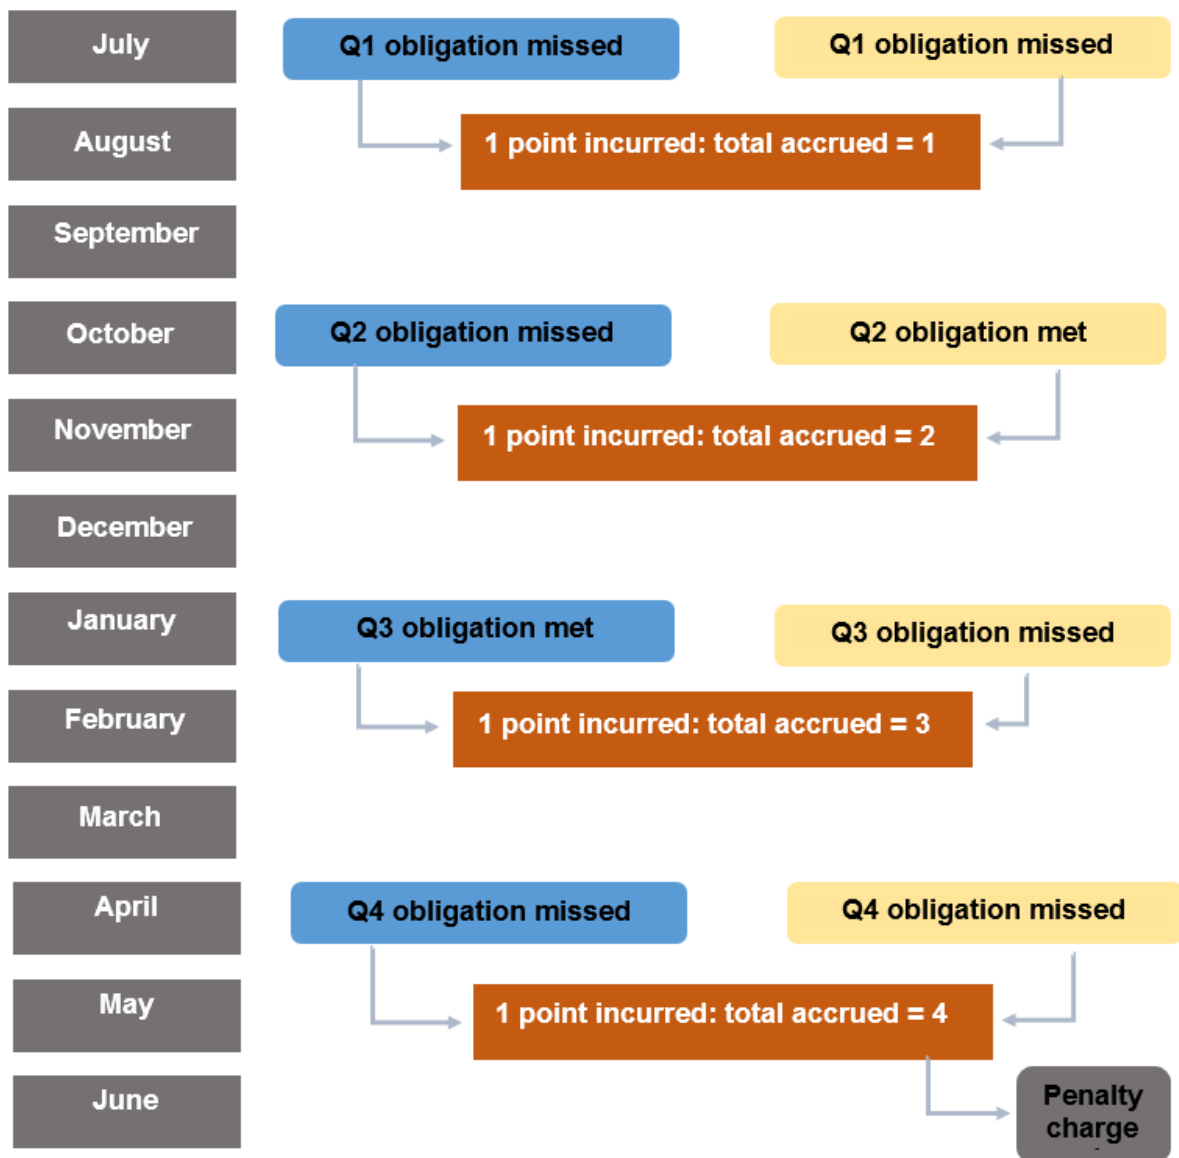 July
Q1 obligation missed
Q1 obligation missed
August
1 point incurred: total accrued = 1
September
October
Q2 obligation missed
Q2 obligation met
November
1 point incurred: total accrued = 2
December
January
Q3 obligation met
Q3 obligation missed
February
1 point incurred: total accrued = 3
March
April
Q4 obligation missed
Q4 obligation missed
May
1 point incurred: total accrued = 4
June
Penalty
charge